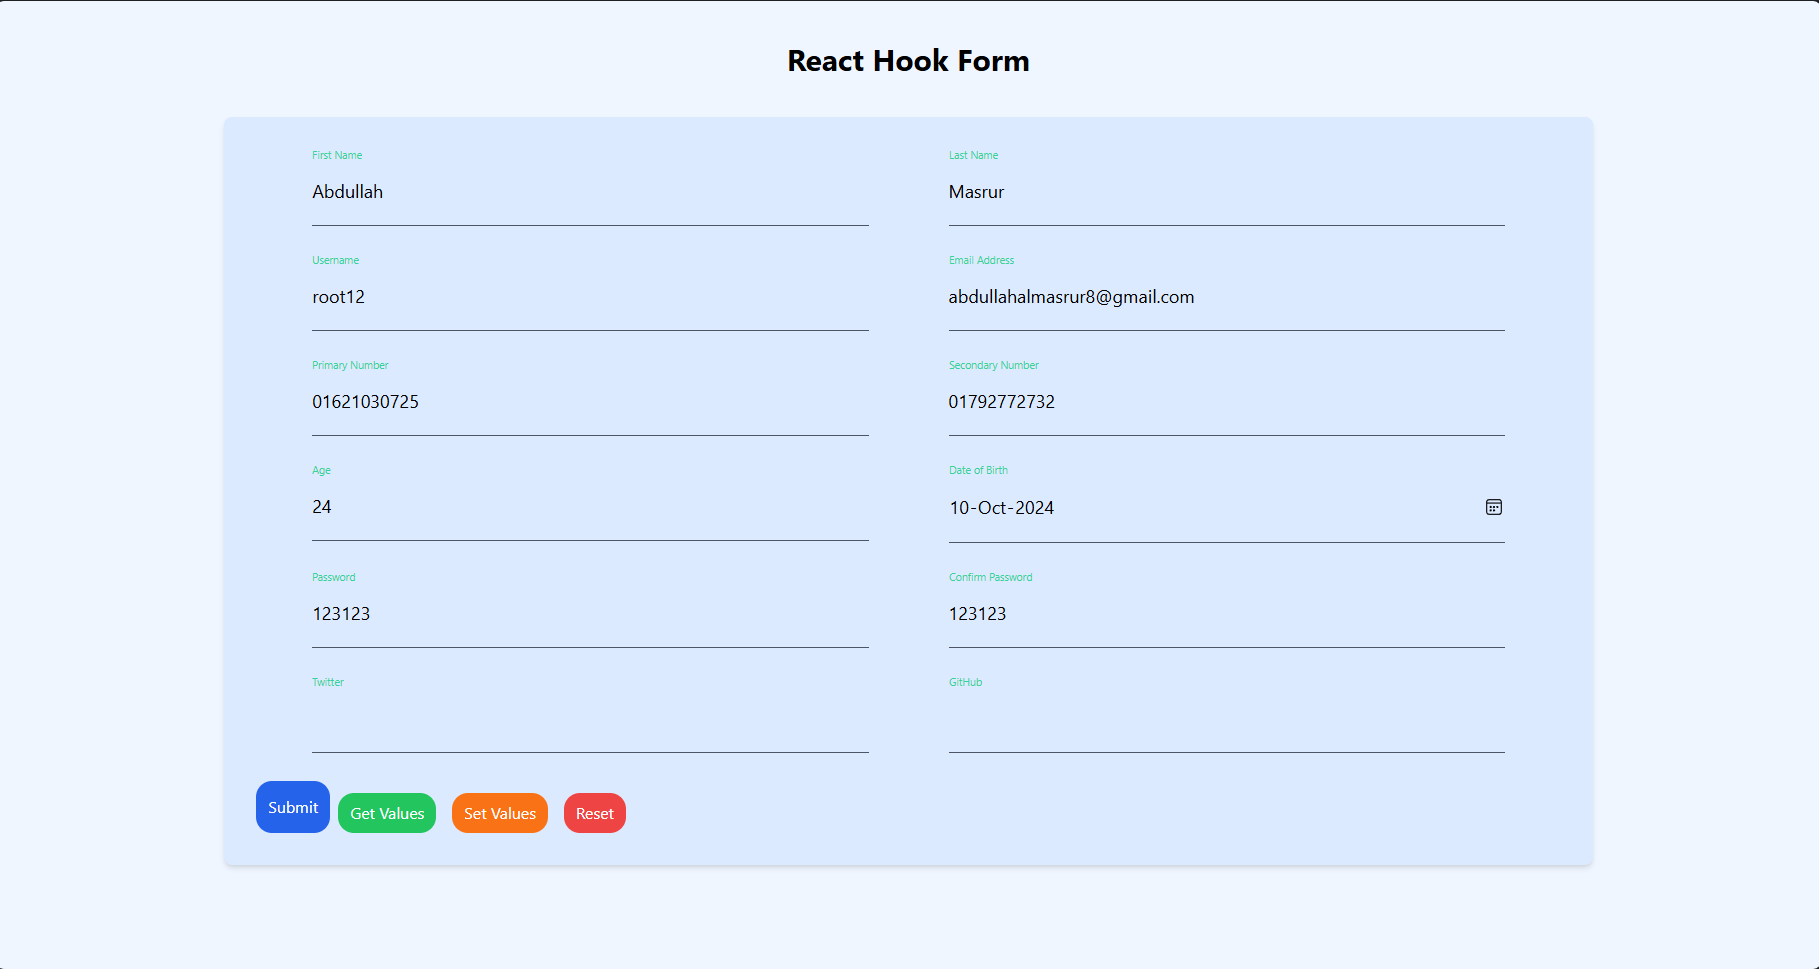 React Hook Form
First Name
Last Name
Abdullah
Masrur
Username
Email Address
root12
abdullahalmasrur8@gmail.com
Primary Number
Secondary Number
01621030725
01792772732
Age
Date of Birth
24
10-Oct-2024
Password
Confirm Password
123123
123123
Twitter
GitHub
Submit
Get Values
Set Values
Reset